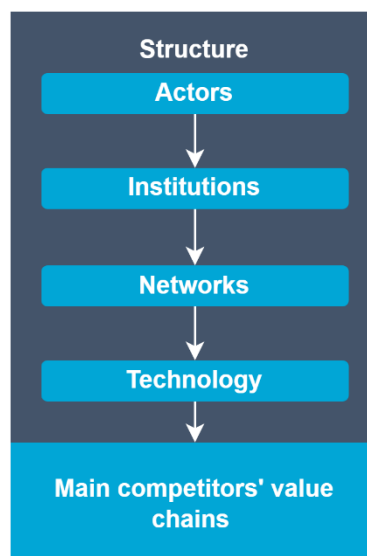 Structure
Actors
Institutions
Networks
Technology
Main competitors' value
chains